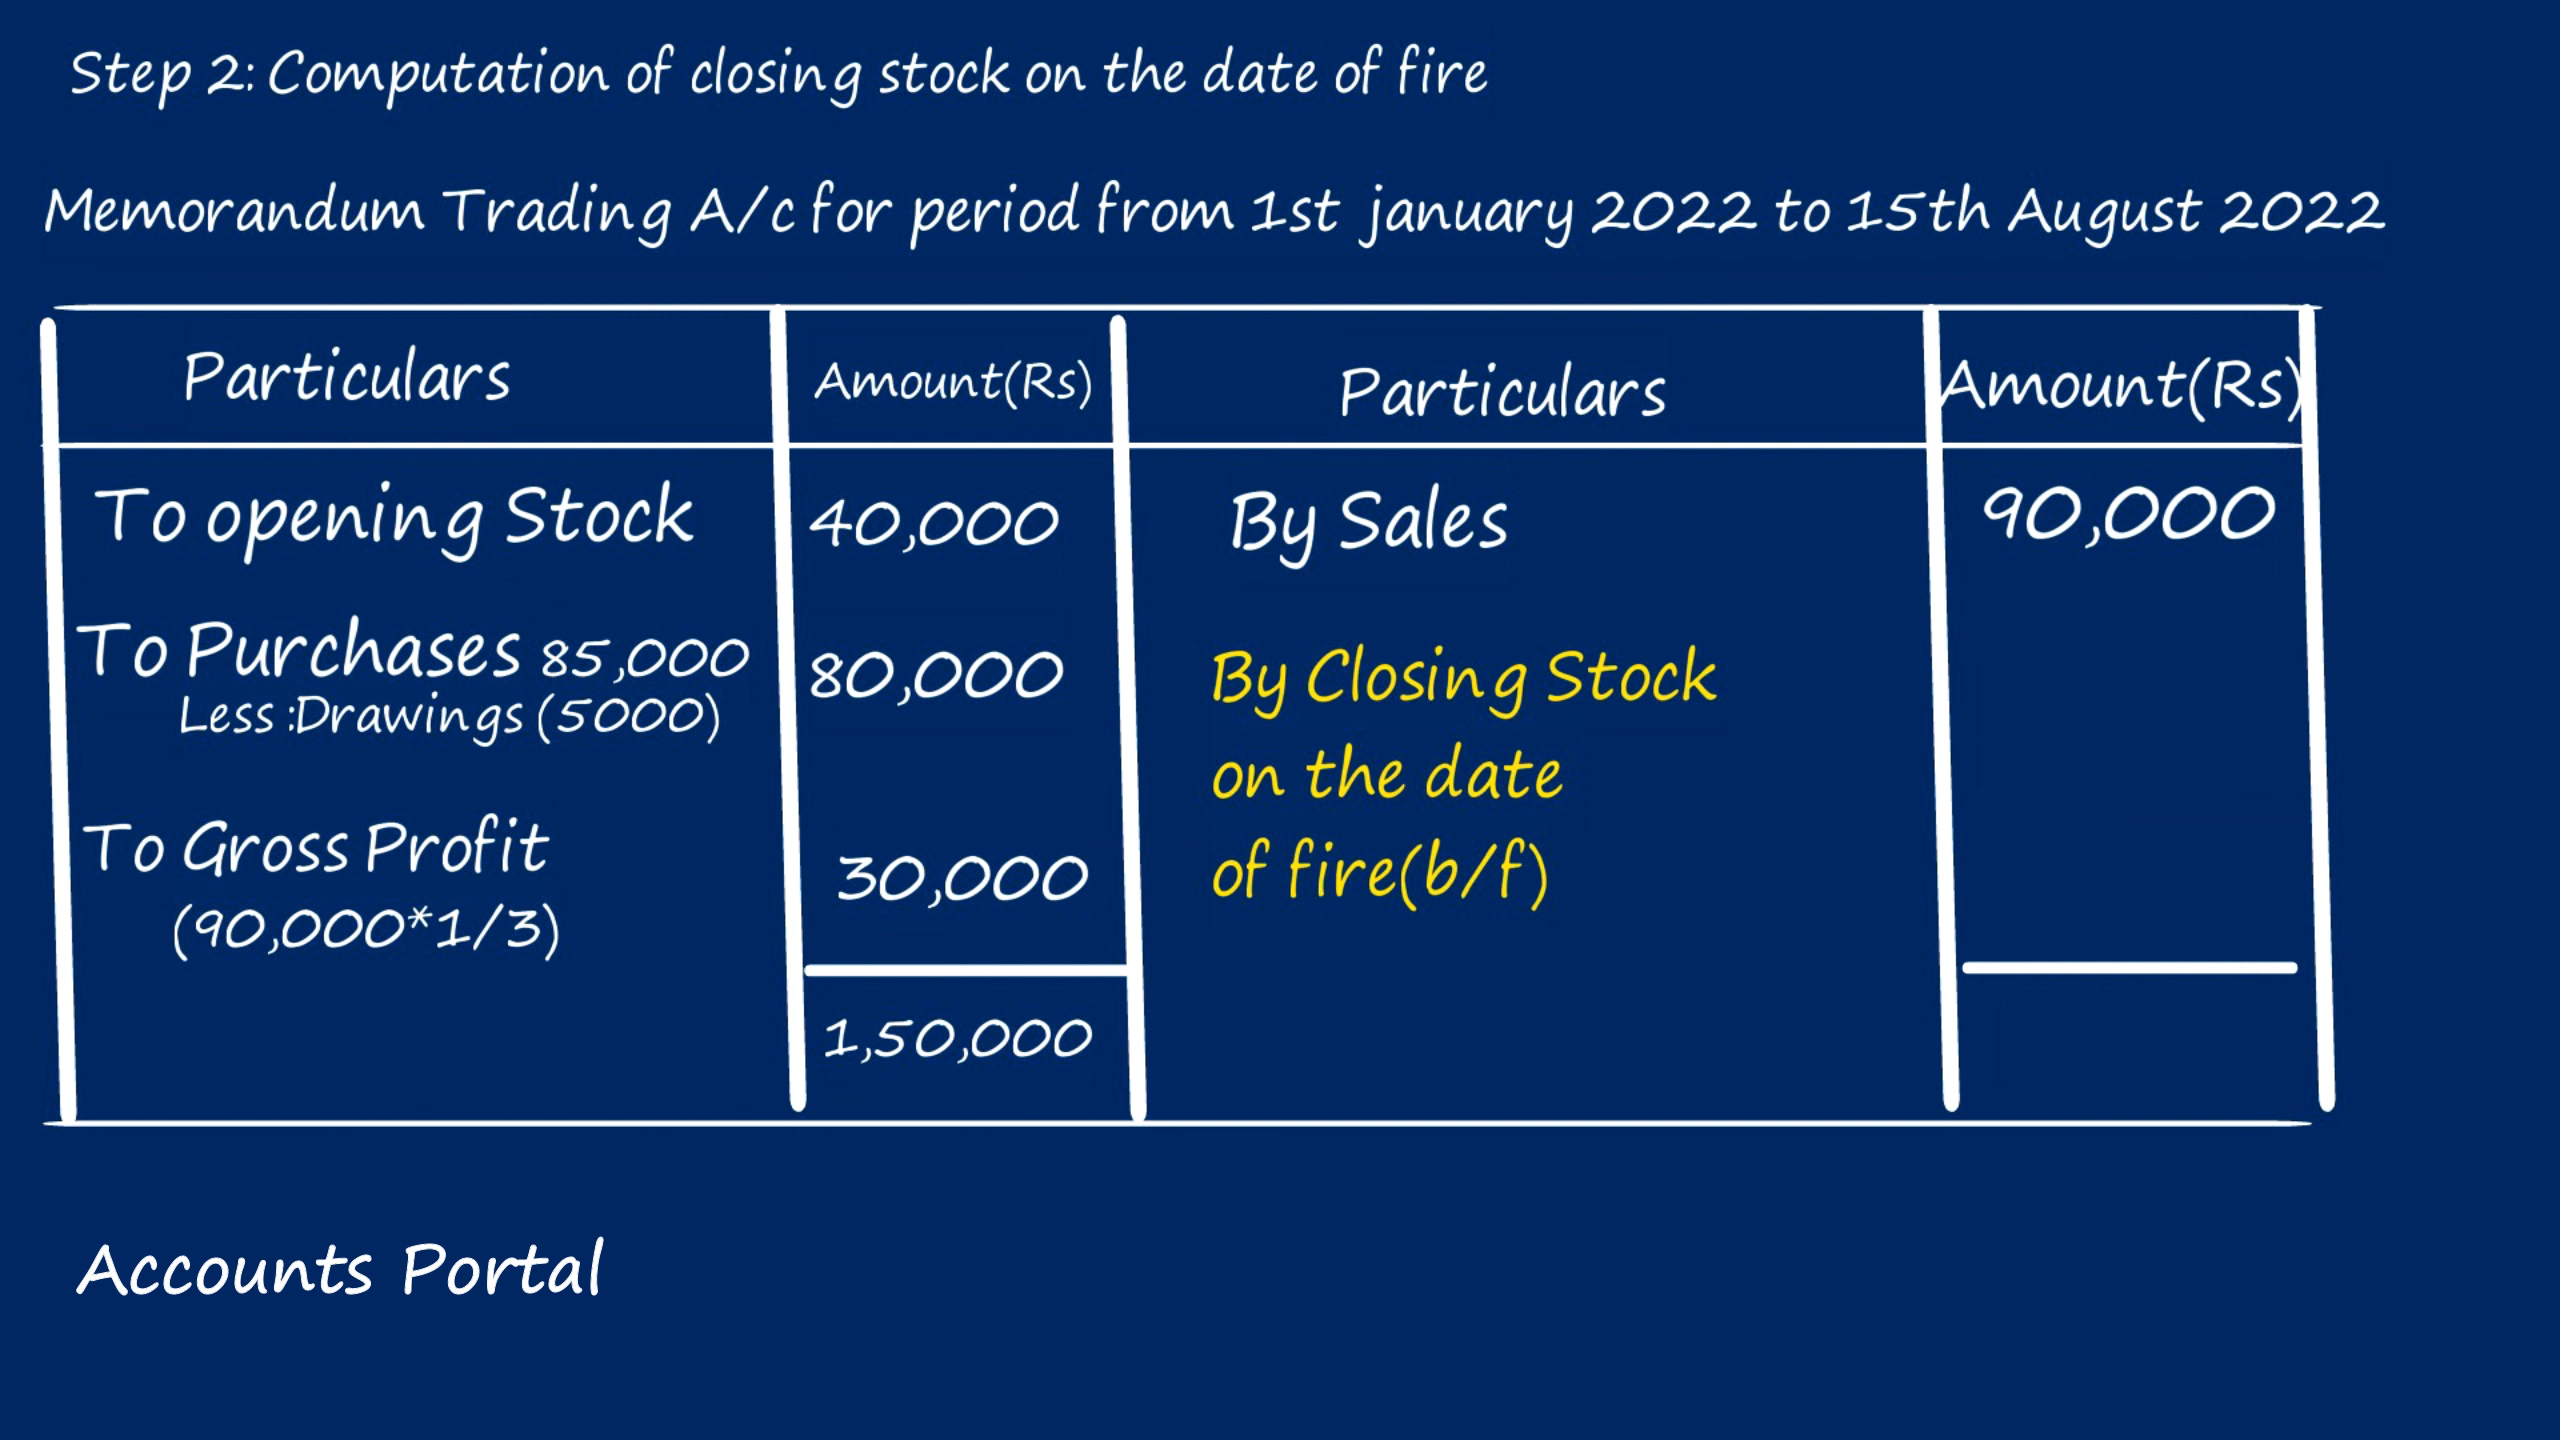 Step 2: Computation of closing stock on the date of fire
Memorandum Trading A/c for period from 1st january 2022 to 15th August 2022
Particulars Amount(Rs) Particulars Amount(Rs)
To opening Stock 40,000 By Sales 90,000
To Purchases 85,000 80,000 By Closing Stock
Less :Drawings (5000)
on the date
To Gross Profit 30,000 of fire(b/f)
(90,000*1/3)
1,50,000
Accounts Portal